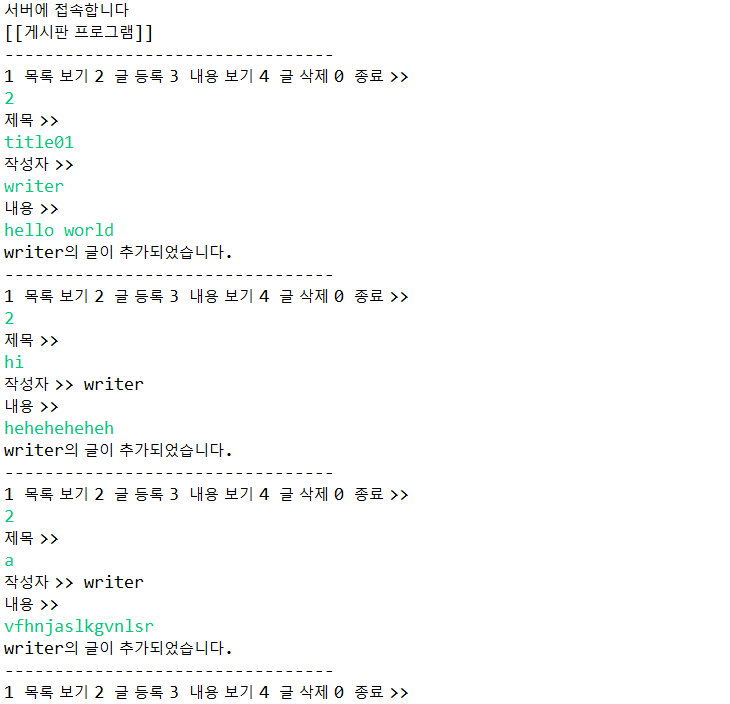 서버에 접속합니다
[[게시판 프로그램]]
---------------------------------
1 목록 보기 2 글 등록 3 내용 보기 4 글 삭제 0 종료 >>
2
제목 >>
title01
작성자 >>
writer
내용 >>
hello world
writer의 글이 추가되었습니다.
---------------------------------
1 목록 보기 2 글 등록 3 내용 보기 4 글 삭제 0 종료 >>
2
제목 >>
hi
작성자 >> writer
내용 >>
heheheheheh
writer의 글이 추가되었습니다.
---------------------------------
1 목록 보기 2 글 등록 3 내용 보기 4 글 삭제 0 종료 >>
2
제목 >>
a
작성자 >> writer
내용 >>
vfhnjaslkgvnlsr
writer의 글이 추가되었습니다.
---------------------------------
1 목록 보기 2 글 등록 3 내용 보기 4 글 삭제 0 종료 >>